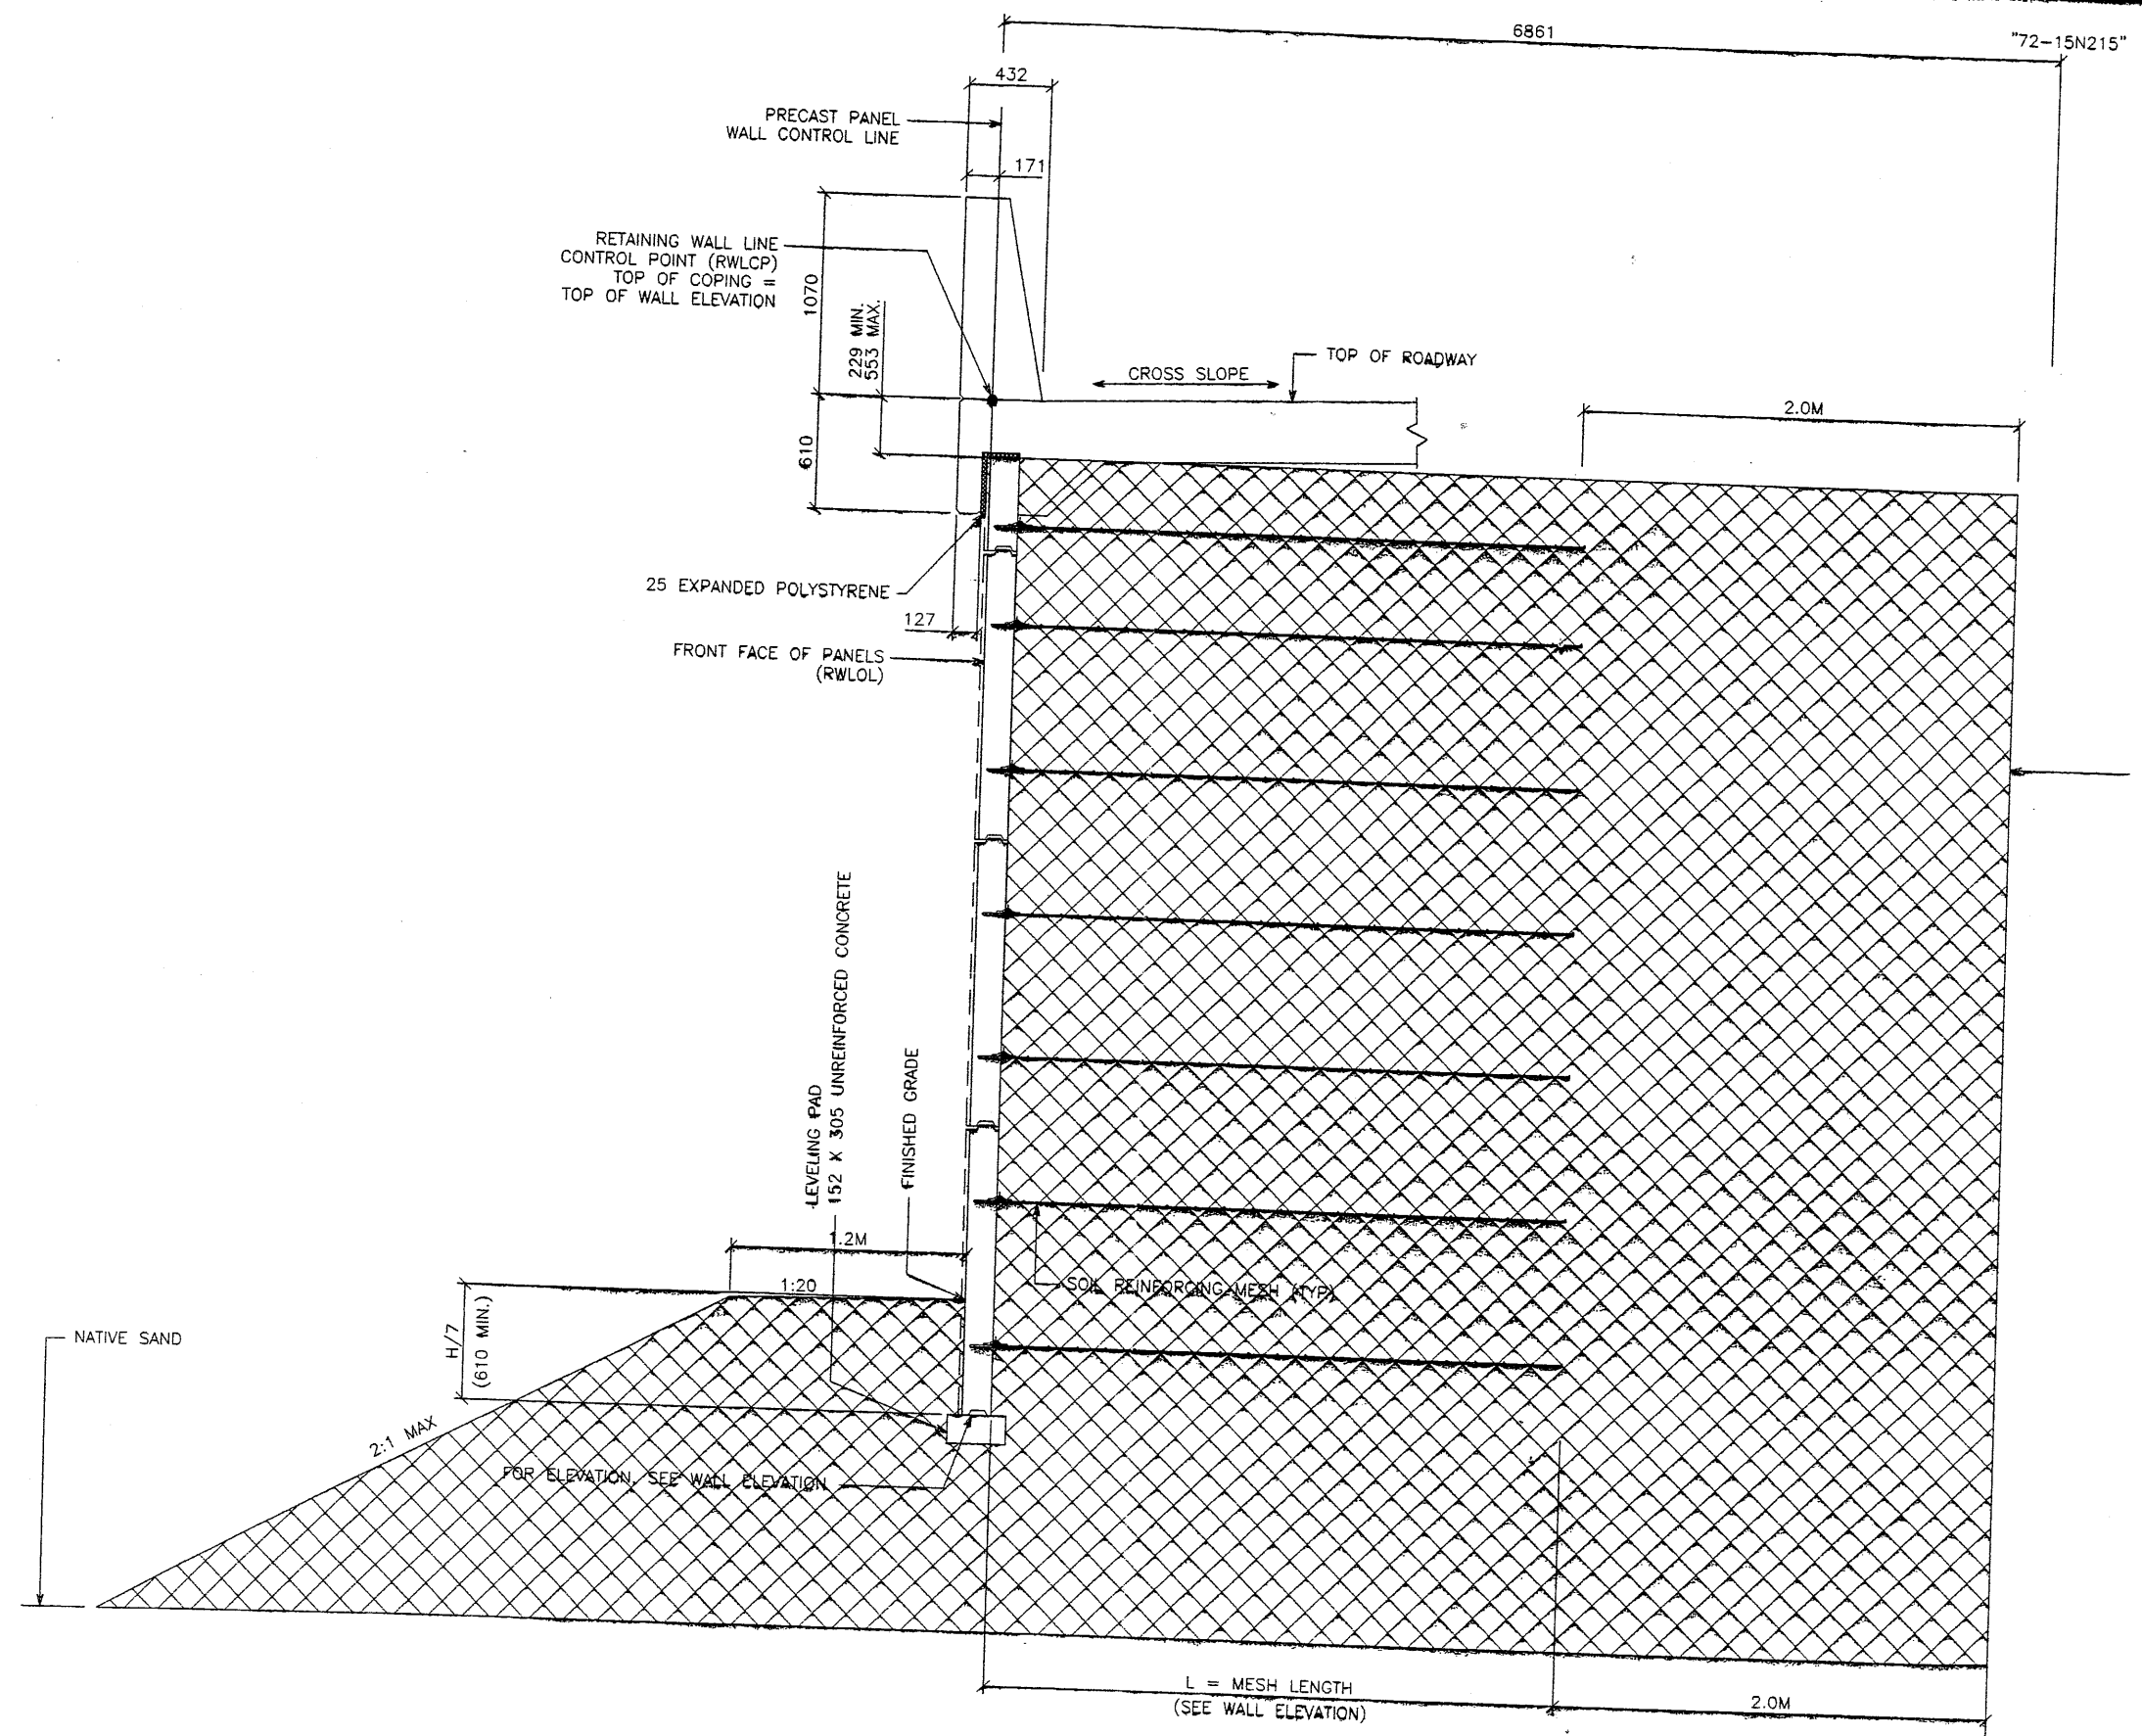 6861
"72-15N215"
432
PRECAST PANEL
WALL CONTROL LINE
171
RETAINING WALL LINE
CONTROL POINT (RWLCP)
TOP OF COPING =
TOP OF WALL ELEVATION
1070
229 MIN.
553 MAX.
TOP OF ROADWAY
CROSS SLOPE
2.0M
610
25 EXPANDED POLYSTYRENE
127
FRONT FACE OF PANELS
(RWLOL)
LEVELING PAD
152 X 305 UNREINFORCED CONCRETE
FINISHED GRADE
1.2M
1:20
SOIL REINFORCING MESH (TYP)
H/7
(610 MIN.)
NATIVE SAND
2:1 MAX
FOR ELEVATION, SEE WALL ELEVATION
L = MESH LENGTH
(SEE WALL ELEVATION)
2.0M